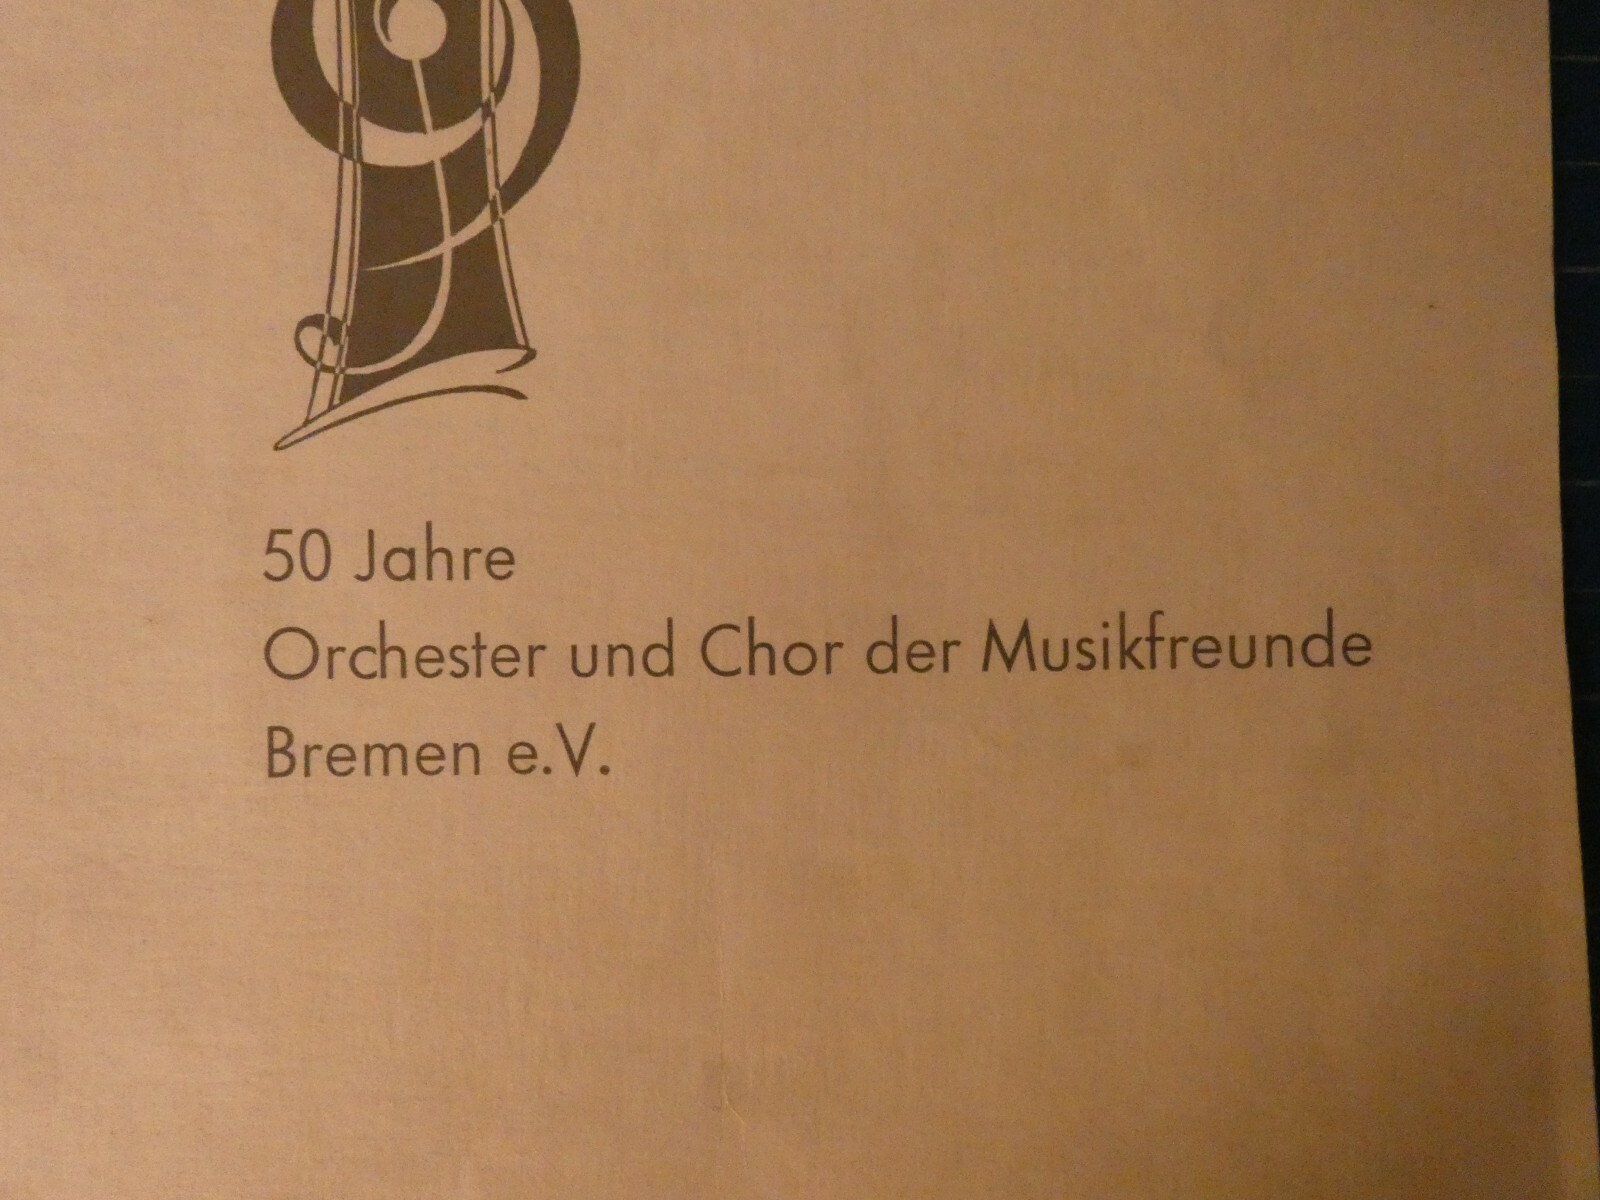 50 Jahre
Orchester und Chor der Musikfreunde
Bremen e.V.